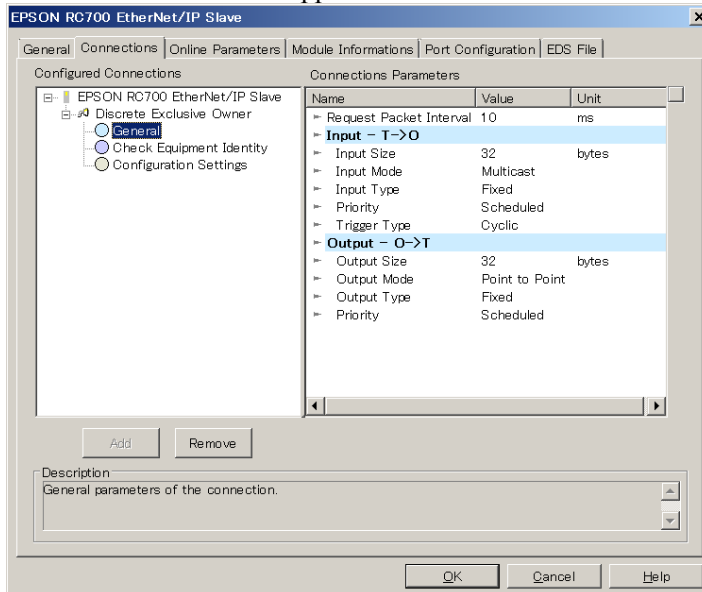 EPSON RC700 EtherNet/IP Slave
General Connections Online Parameters Module Informations Port Configuration EDS File
Configured Connections
EPSON RC700 EtherNet/IP Slave
Discrete Exclusive Owner
General
Check Equipment Identity
Configuration Settings
Connections Parameters
Name Value Unit
Request Packet Interval 10 ms
Input - T->O
Input Size 32 bytes
Input Mode Multicast
Input Type Fixed
Priority Scheduled
Trigger Type Cyclic
Output - O->T
Output Size 32 bytes
Output Mode Point to Point
Output Type Fixed
Priority Scheduled
Add Remove
Description
General parameters of the connection.
OK Cancel Help